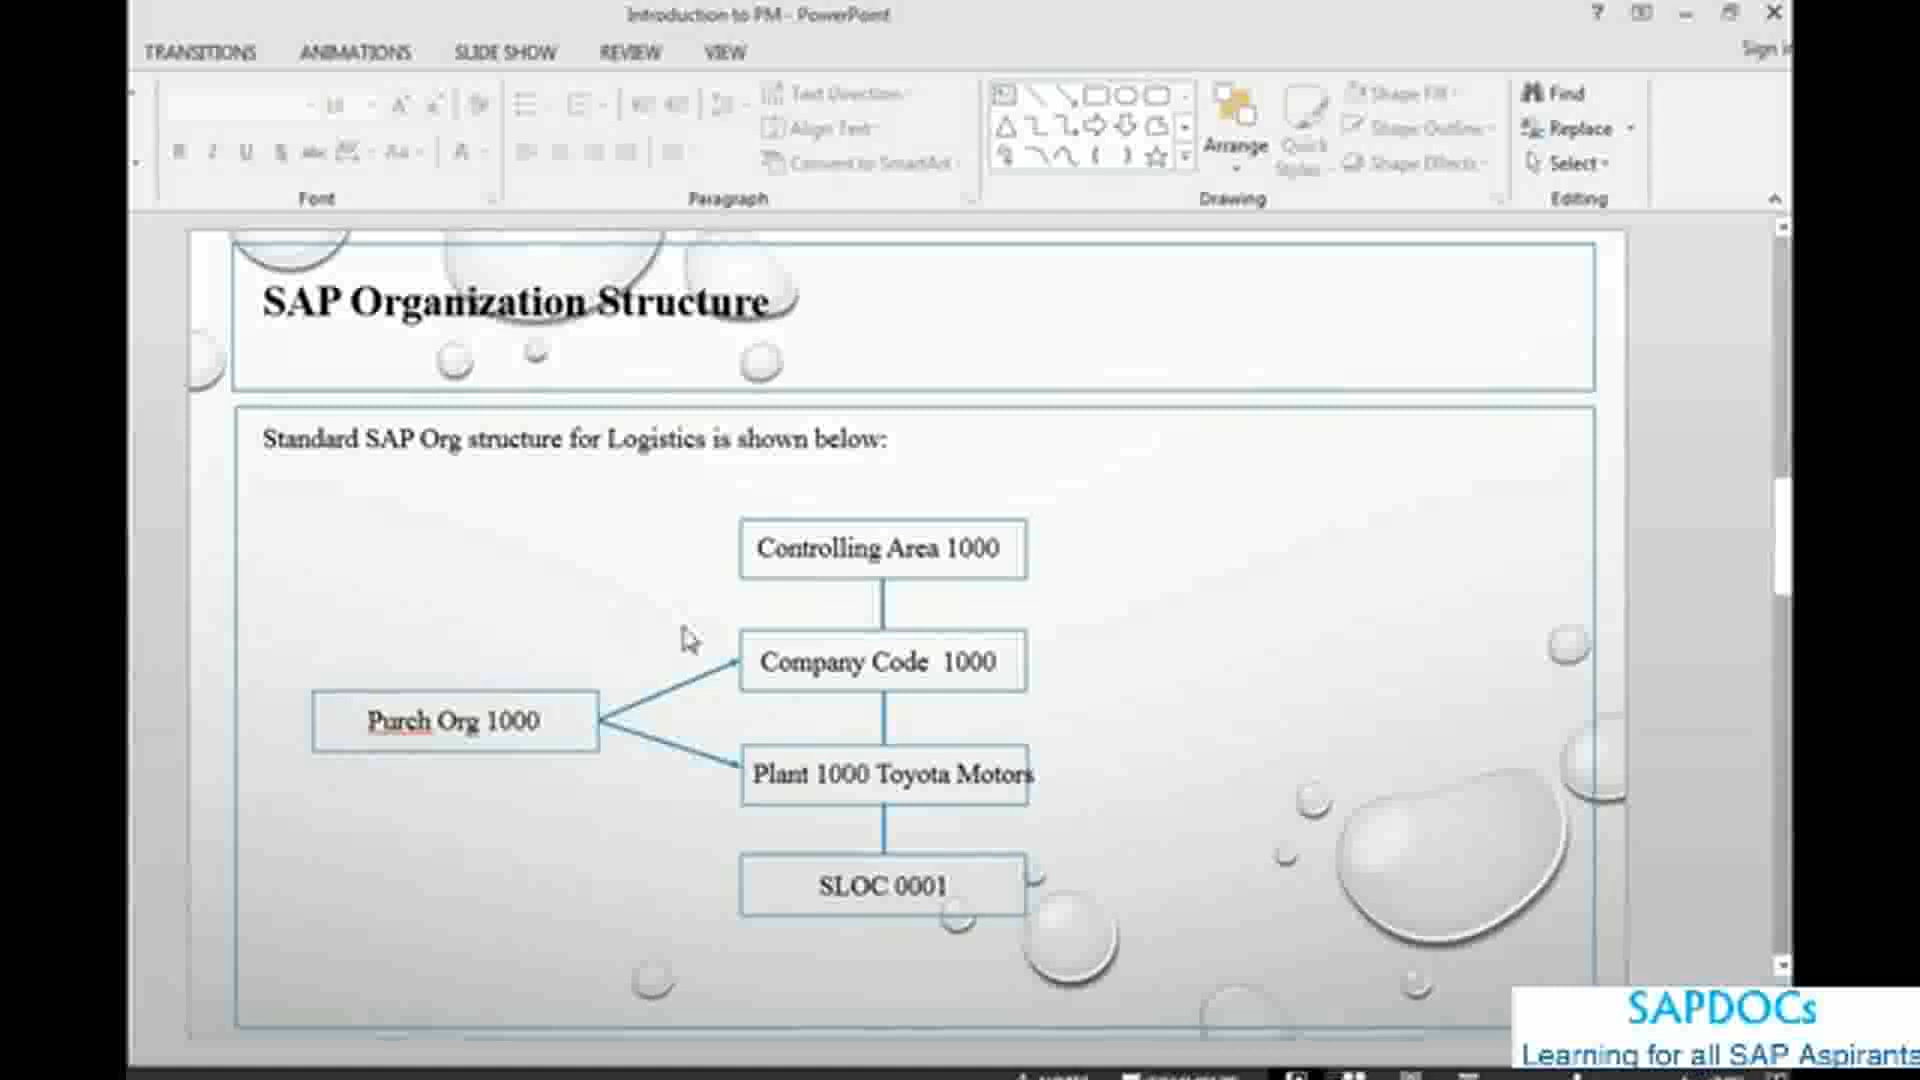 Introduction to PM - PowerPoint
?
Sign in
TRANSITIONS ANIMATIONS SLIDE SHOW REVIEW VIEW
Text Direction
Align Text
Convert to SmartArt
Arrange
Quick Styles
Shape Fill
Shape Outline
Shape Effects
Find
Replace
Select
Font Paragraph Drawing Editing
SAP Organization Structure
Standard SAP Org structure for Logistics is shown below:
Controlling Area 1000
Company Code 1000
Purch Org 1000
Plant 1000 Toyota Motors
SLOC 0001
SAPDOCs
Learning for all SAP Aspirants